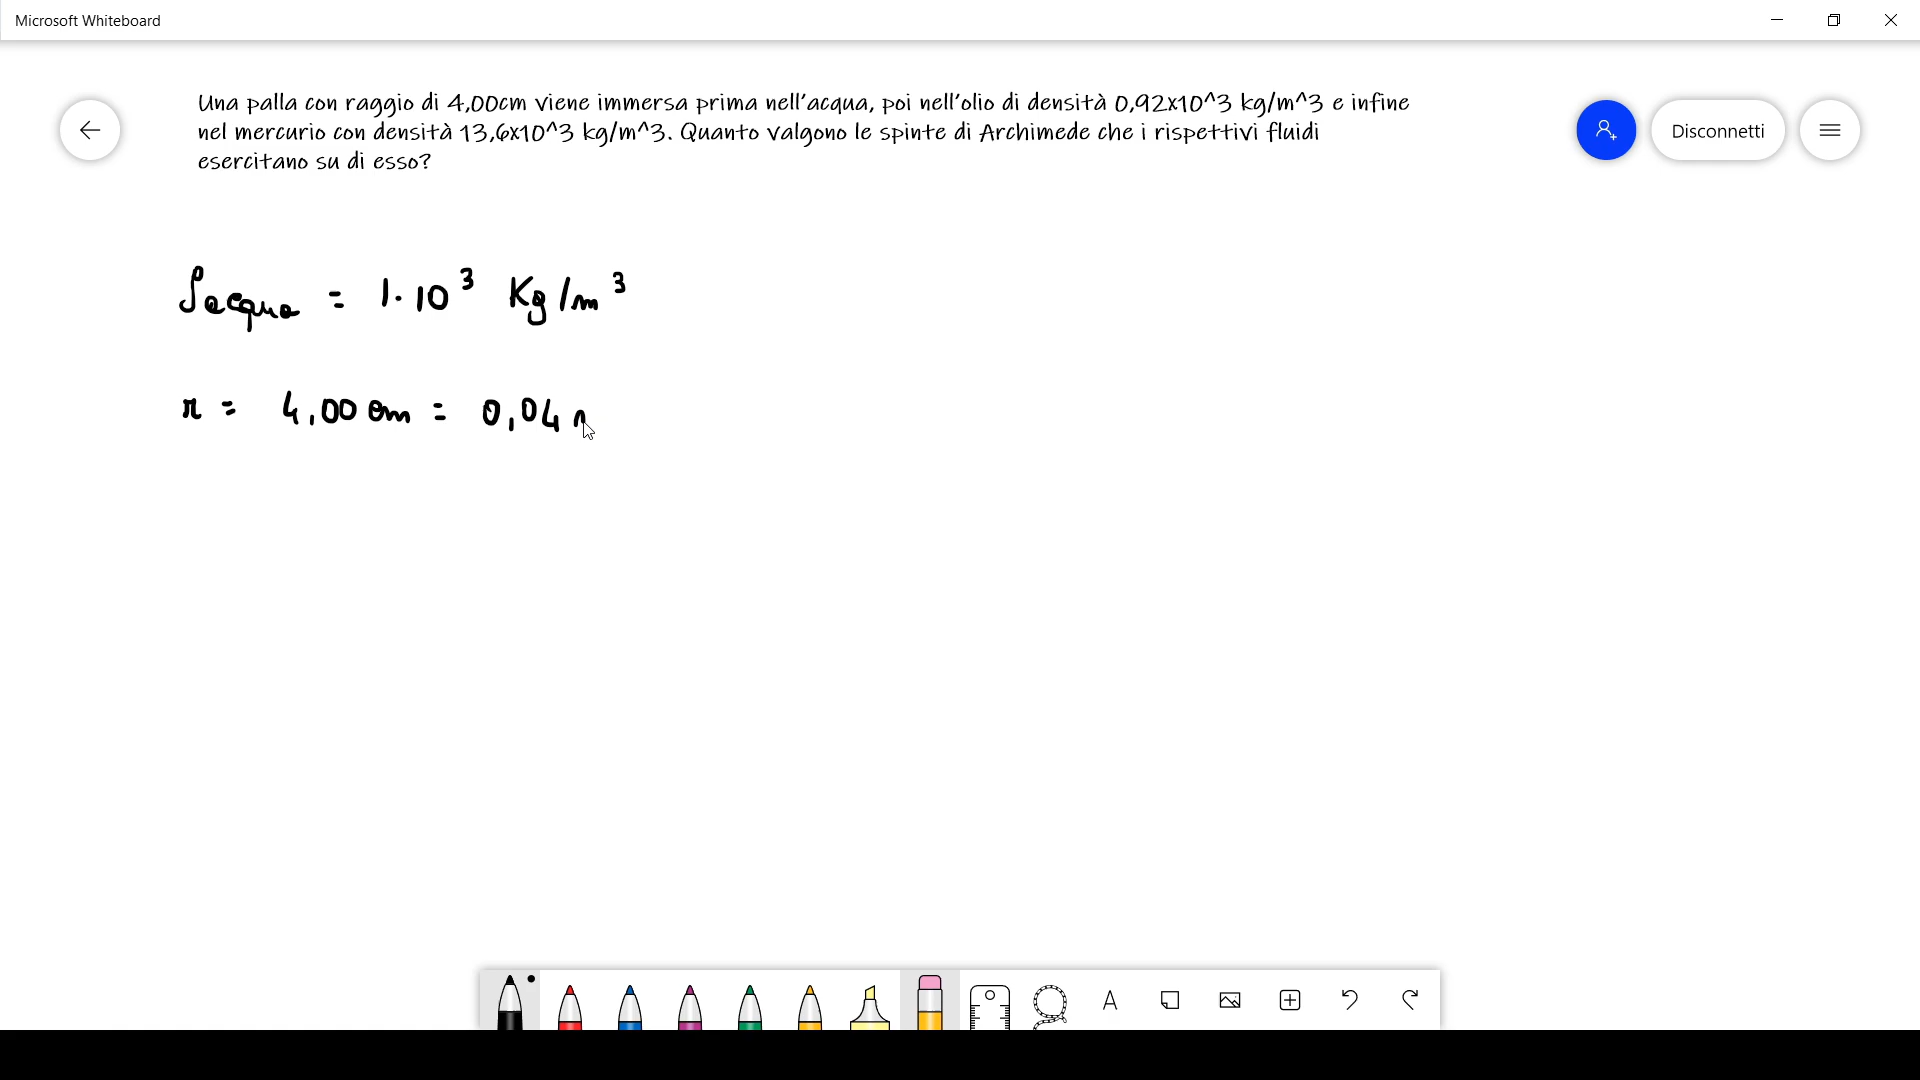 Microsoft Whiteboard
Una palla con raggio di 4,00cm viene immersa prima nell'acqua, poi nell'olio di densità 0,92x10^3 kg/m^3 e infine
nel mercurio con densità 13,6x10^3 kg/m^3. Quanto valgono le spinte di Archimede che i rispettivi fluidi
esercitano su di esso?
Disconnetti
ρacqua = 1·10³ Kg/m³
r = 4,00 cm = 0,04